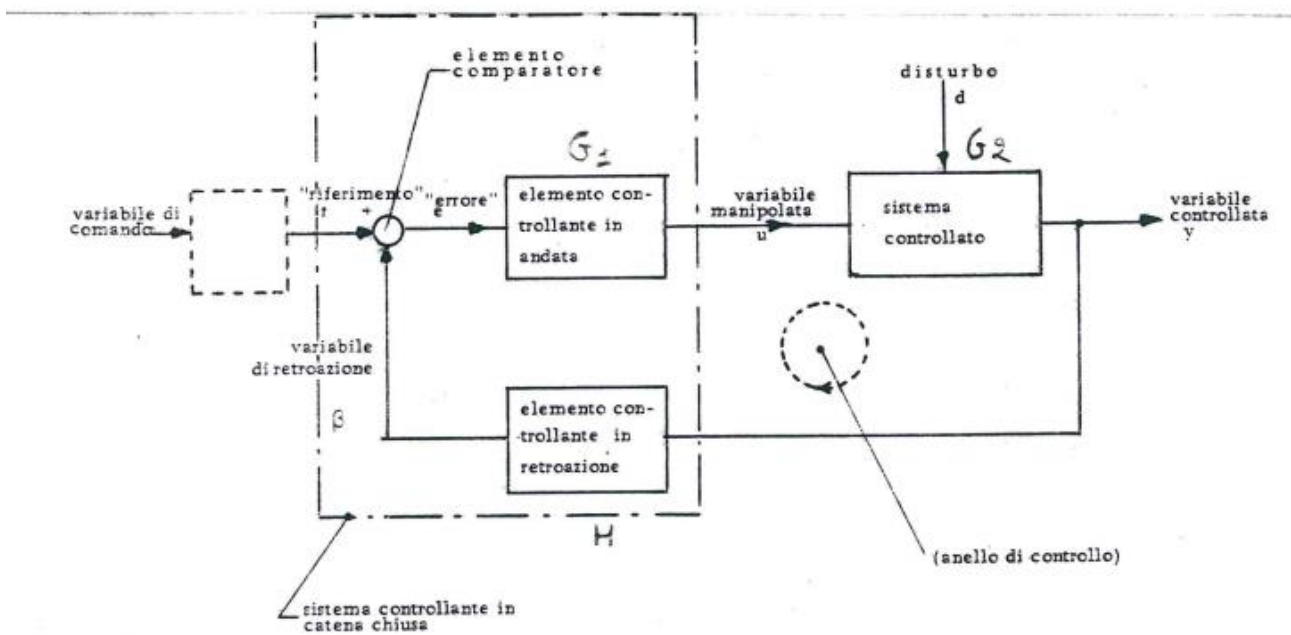 elemento
comparatore
disturbo
d
G1
G2
"riferimento"
r
+
"errore"
e
variabile di
comando
elemento con-
trollante in
andata
variabile
manipolata
u
sistema
controllato
variabile
controllata
y
variabile
di retroazione
β
elemento con-
trollante in
retroazione
H
(anello di controllo)
sistema controllante in
catena chiusa